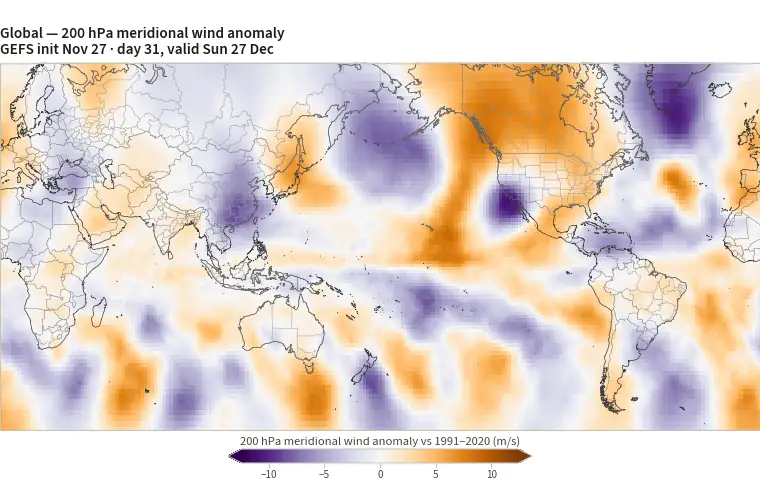 Global — 200 hPa meridional wind anomaly
GEFS init Nov 27 · day 31, valid Sun 27 Dec
200 hPa meridional wind anomaly vs 1991–2020 (m/s)
−10 −5 0 5 10